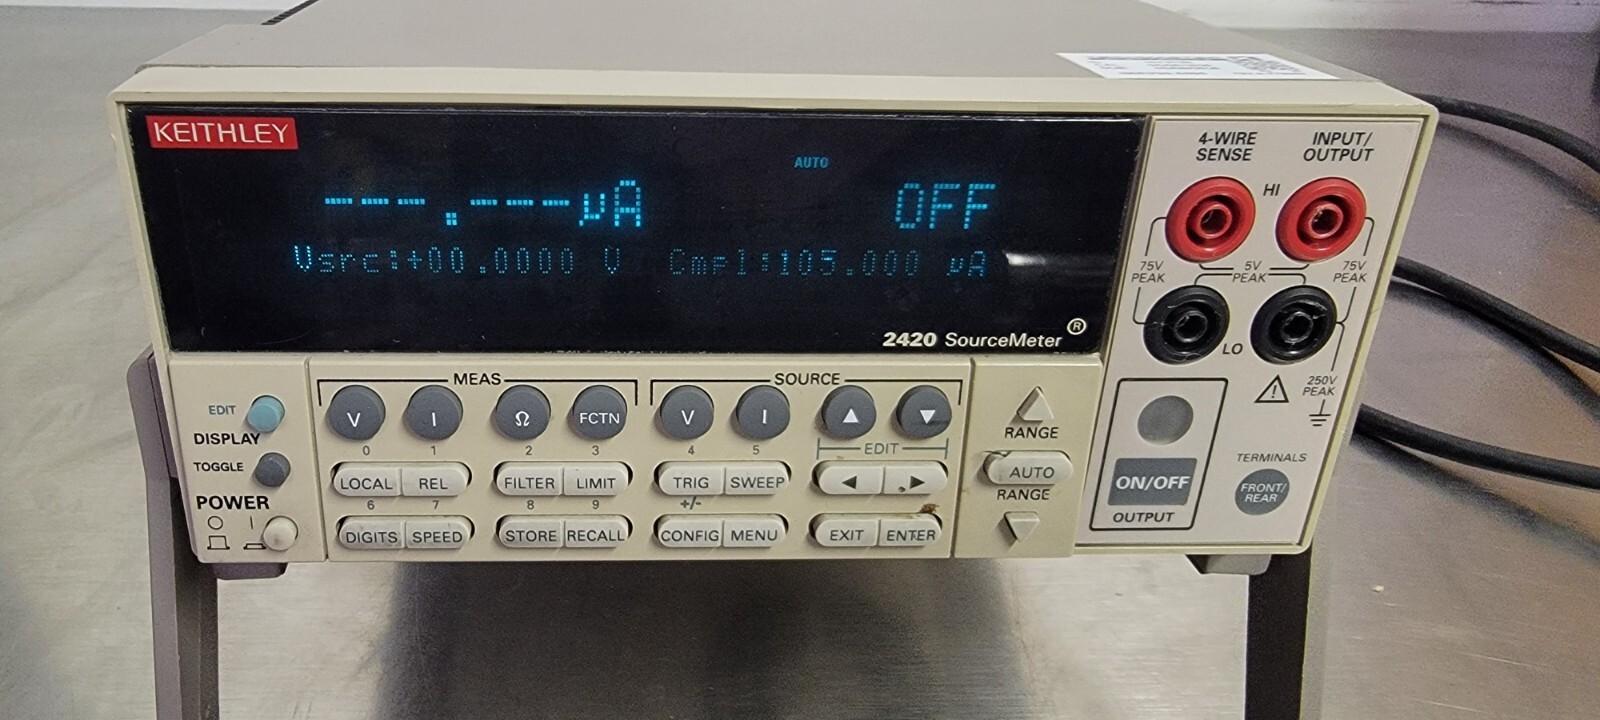 KEITHLEY
AUTO
---.---µA OFF
Vsrc:+00.0000 V Cmpl:105.000 µA
2420 SourceMeter®
4-WIRE SENSE
INPUT/OUTPUT
HI
75V PEAK
5V PEAK
75V PEAK
LO
250V PEAK
MEAS
SOURCE
EDIT
V I Ω FCTN V I
DISPLAY
0 1 2 3 4 5 EDIT
RANGE
TOGGLE
LOCAL REL FILTER LIMIT TRIG SWEEP
AUTO
RANGE
POWER
6 7 8 9 +/-
DIGITS SPEED STORE RECALL CONFIG MENU EXIT ENTER
ON/OFF
OUTPUT
TERMINALS
FRONT/REAR